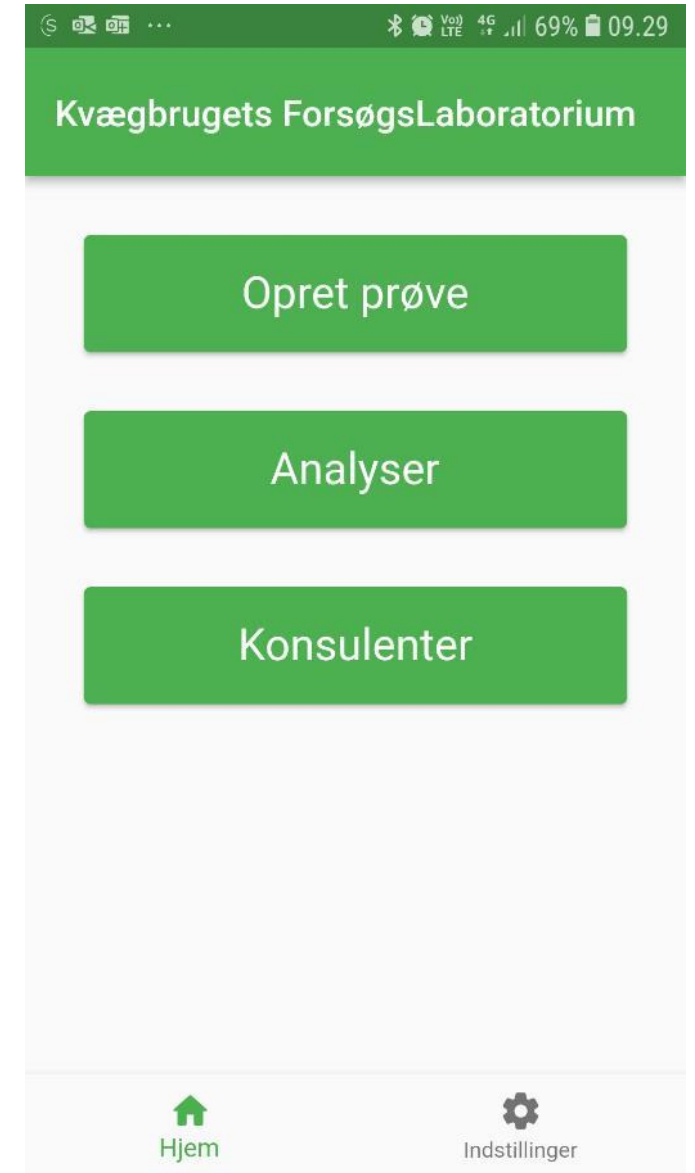 69% 09.29
Kvægbrugets ForsøgsLaboratorium
Opret prøve
Analyser
Konsulenter
Hjem
Indstillinger